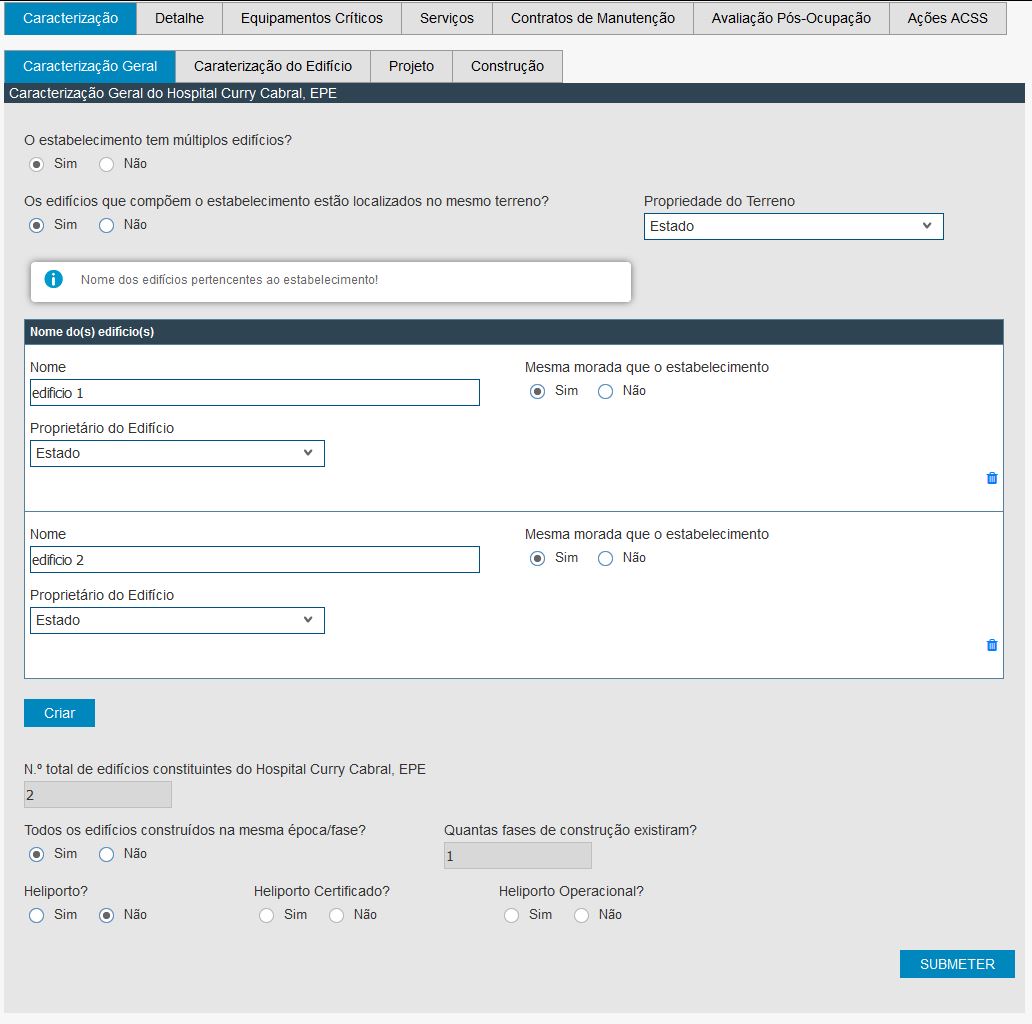 Caracterização Detalhe Equipamentos Críticos Serviços Contratos de Manutenção Avaliação Pós-Ocupação Ações ACSS
Caracterização Geral Caraterização do Edifício Projeto Construção
Caracterização Geral do Hospital Curry Cabral, EPE
O estabelecimento tem múltiplos edifícios?
Sim Não
Os edifícios que compõem o estabelecimento estão localizados no mesmo terreno? Propriedade do Terreno
Sim Não Estado
Nome dos edifícios pertencentes ao estabelecimento!
Nome do(s) edificio(s)
Nome Mesma morada que o estabelecimento
edificio 1 Sim Não
Proprietário do Edifício
Estado
Nome Mesma morada que o estabelecimento
edificio 2 Sim Não
Proprietário do Edifício
Estado
Criar
N.º total de edifícios constituintes do Hospital Curry Cabral, EPE
2
Todos os edifícios construídos na mesma época/fase? Quantas fases de construção existiram?
Sim Não 1
Heliporto? Heliporto Certificado? Heliporto Operacional?
Sim Não Sim Não Sim Não
SUBMETER